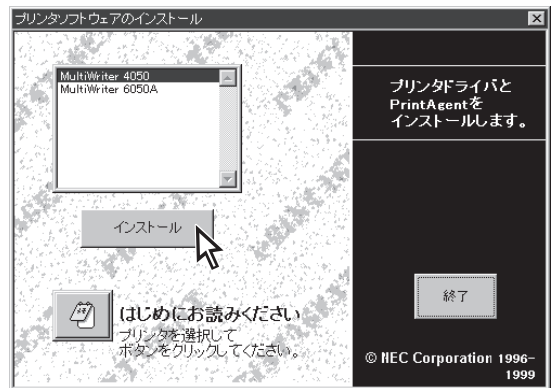 プリンタソフトウェアのインストール
MultiWriter 4050
MultiWriter 6050A
プリンタドライバと
PrintAgentを
インストールします。
インストール
はじめにお読みください
プリンタを選択して
ボタンをクリックしてください。
終了
© NEC Corporation 1996-
1999